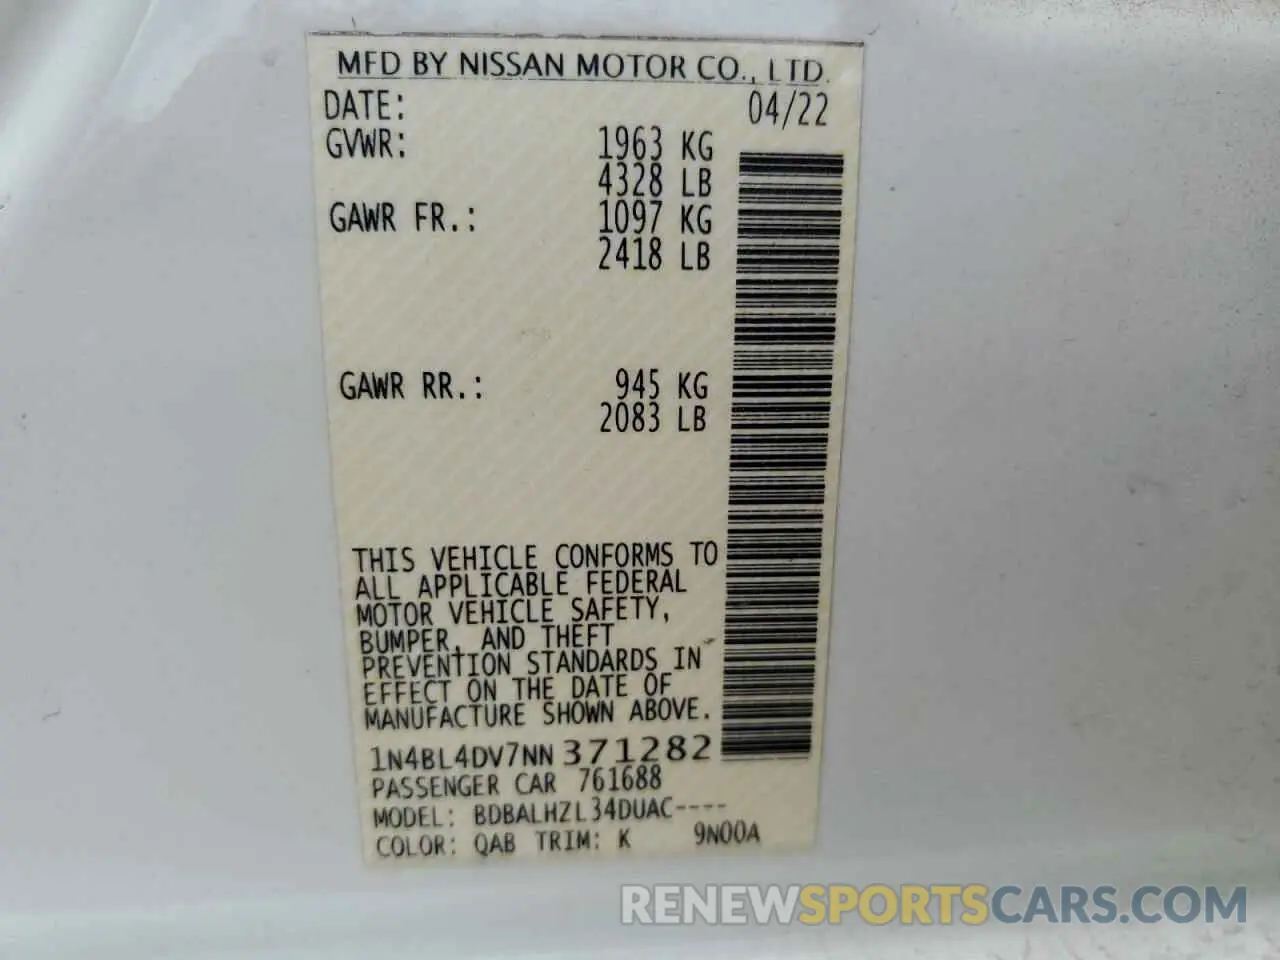 MFD BY NISSAN MOTOR CO., LTD.
DATE: 04/22
GVWR: 1963 KG
4328 LB
GAWR FR.: 1097 KG
2418 LB
GAWR RR.: 945 KG
2083 LB
THIS VEHICLE CONFORMS TO
ALL APPLICABLE FEDERAL
MOTOR VEHICLE SAFETY,
BUMPER, AND THEFT
PREVENTION STANDARDS IN
EFFECT ON THE DATE OF
MANUFACTURE SHOWN ABOVE.
1N4BL4DV7NN371282
PASSENGER CAR 761688
MODEL: BDBALHZL34DUAC----
COLOR: QAB TRIM: K 9N00A
RENEWSPORTSCARS.COM